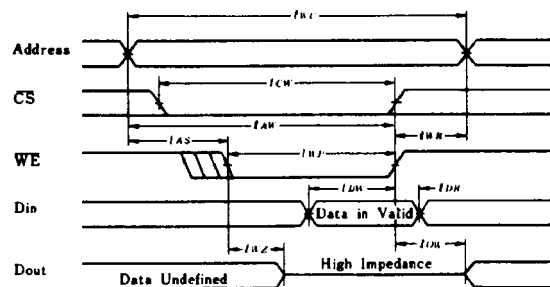 tWC
Address
tCW
CS
tAW
tAS
tWR
WE
tWP
tDW
tDH
Din
Data in Valid
tWZ
tOW
High Impedance
Dout
Data Undefined